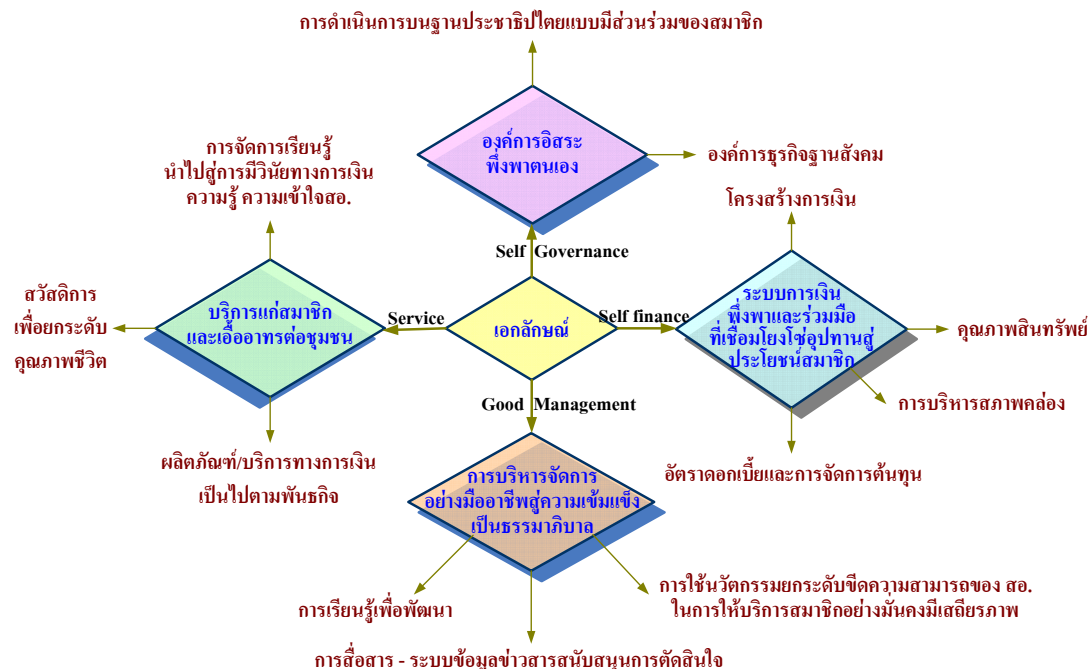 การดำเนินการบนฐานประชาธิปไตยแบบมีส่วนร่วมของสมาชิก
องค์การอิสระ
พึ่งพาตนเอง
องค์การธุรกิจฐานสังคม
การจัดการเรียนรู้
นำไปสู่การมีวินัยทางการเงิน
ความรู้ ความเข้าใจสอ.
โครงสร้างการเงิน
Self Governance
สวัสดิการ
เพื่อยกระดับ
คุณภาพชีวิต
บริการแก่สมาชิก
และเอื้ออาทรต่อชุมชน
Service
เอกลักษณ์
Self finance
ระบบการเงิน
พึ่งพาและร่วมมือ
ที่เชื่อมโยงโซ่อุปทานสู่
ประโยชน์สมาชิก
คุณภาพสินทรัพย์
การบริหารสภาพคล่อง
Good Management
ผลิตภัณฑ์/บริการทางการเงิน
เป็นไปตามพันธกิจ
อัตราดอกเบี้ยและการจัดการต้นทุน
การบริหารจัดการ
อย่างมืออาชีพสู่ความเข้มแข็ง
เป็นธรรมาภิบาล
การเรียนรู้เพื่อพัฒนา
การใช้นวัตกรรมยกระดับขีดความสามารถของ สอ.
ในการให้บริการสมาชิกอย่างมั่นคงมีเสถียรภาพ
การสื่อสาร - ระบบข้อมูลข่าวสารสนับสนุนการตัดสินใจ